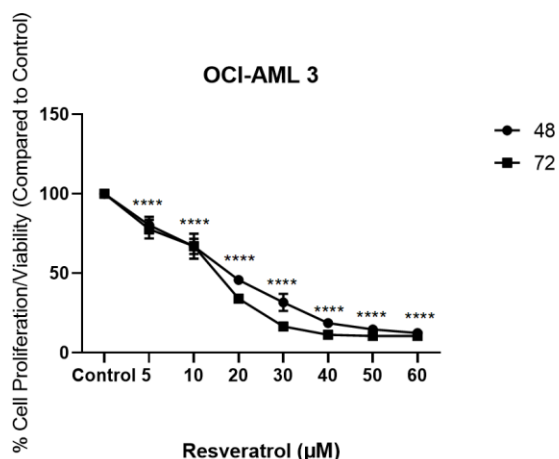 OCI-AML 3
% Cell Proliferation/Viability (Compared to Control)
150
100
50
0
**** **** **** **** **** **** ****
Control 5 10 20 30 40 50 60
Resveratrol (µM)
48
72